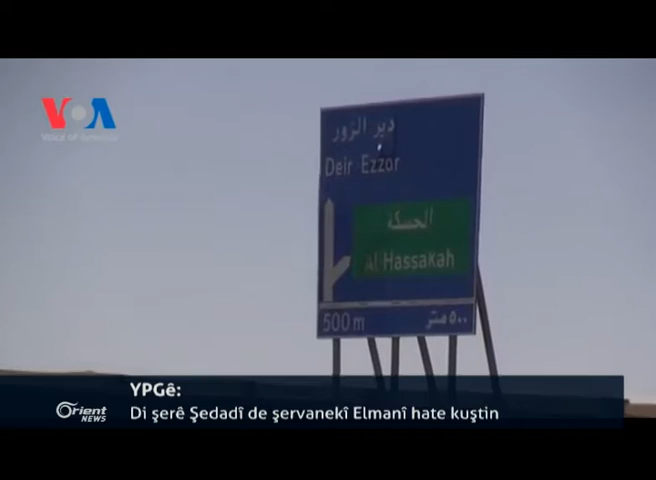 VOA
Voice of America
دير الزور
Deir Ezzor
الحسكة
Al Hassakah
500 m
٥٠٠ متر
YPGê:
Di şerê Şedadî de şervanekî Elmanî hate kuştin
Orient
NEWS